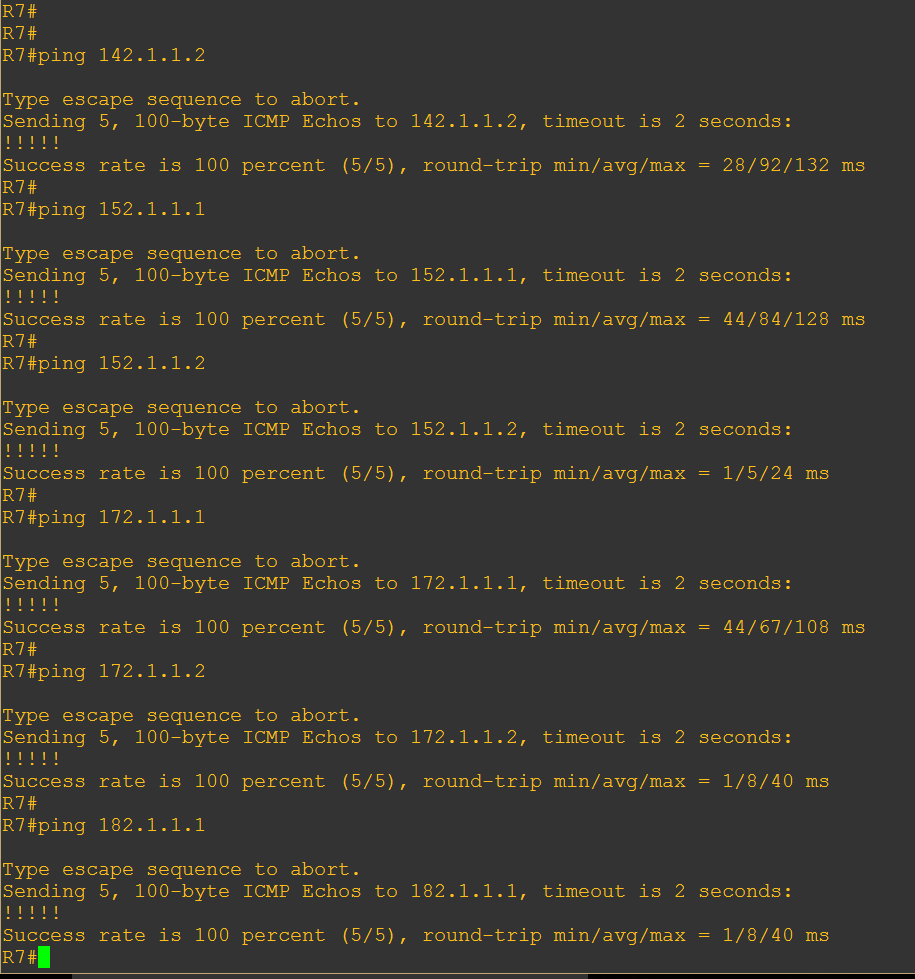 R7#
R7#
R7#ping 142.1.1.2
Type escape sequence to abort.
Sending 5, 100-byte ICMP Echos to 142.1.1.2, timeout is 2 seconds:
!!!!!
Success rate is 100 percent (5/5), round-trip min/avg/max = 28/92/132 ms
R7#
R7#ping 152.1.1.1
Type escape sequence to abort.
Sending 5, 100-byte ICMP Echos to 152.1.1.1, timeout is 2 seconds:
!!!!!
Success rate is 100 percent (5/5), round-trip min/avg/max = 44/84/128 ms
R7#
R7#ping 152.1.1.2
Type escape sequence to abort.
Sending 5, 100-byte ICMP Echos to 152.1.1.2, timeout is 2 seconds:
!!!!!
Success rate is 100 percent (5/5), round-trip min/avg/max = 1/5/24 ms
R7#
R7#ping 172.1.1.1
Type escape sequence to abort.
Sending 5, 100-byte ICMP Echos to 172.1.1.1, timeout is 2 seconds:
!!!!!
Success rate is 100 percent (5/5), round-trip min/avg/max = 44/67/108 ms
R7#
R7#ping 172.1.1.2
Type escape sequence to abort.
Sending 5, 100-byte ICMP Echos to 172.1.1.2, timeout is 2 seconds:
!!!!!
Success rate is 100 percent (5/5), round-trip min/avg/max = 1/8/40 ms
R7#
R7#ping 182.1.1.1
Type escape sequence to abort.
Sending 5, 100-byte ICMP Echos to 182.1.1.1, timeout is 2 seconds:
!!!!!
Success rate is 100 percent (5/5), round-trip min/avg/max = 1/8/40 ms
R7#